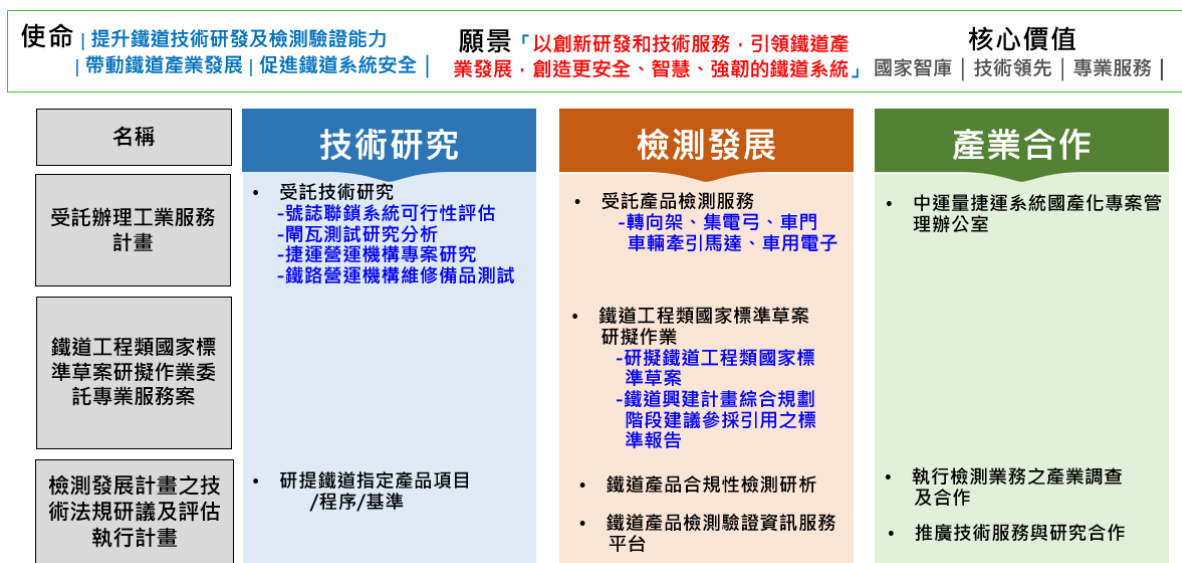 使命 | 提升鐵道技術研發及檢測驗證能力
| 帶動鐵道產業發展 | 促進鐵道系統安全 |
願景「以創新研發和技術服務，引領鐵道產
業發展，創造更安全、智慧、強韌的鐵道系統」
核心價值
國家智庫 | 技術領先 | 專業服務 |
名稱
技術研究
檢測發展
產業合作
受託辦理工業服務
計畫
• 受託技術研究
-號誌聯鎖系統可行性評估
-閘瓦測試研究分析
-捷運營運機構專案研究
-鐵路營運機構維修備品測試
• 受託產品檢測服務
-轉向架、集電弓、車門
車輛牽引馬達、車用電子
• 中運量捷運系統國產化專案管
理辦公室
鐵道工程類國家標
準草案研擬作業委
託專業服務案
• 鐵道工程類國家標準草案
研擬作業
-研擬鐵道工程類國家標
準草案
-鐵道興建計畫綜合規劃
階段建議參採引用之標
準報告
檢測發展計畫之技
術法規研議及評估
執行計畫
• 研提鐵道指定產品項目
/程序/基準
• 鐵道產品合規性檢測研析
• 鐵道產品檢測驗證資訊服務
平台
• 執行檢測業務之產業調查
及合作
• 推廣技術服務與研究合作